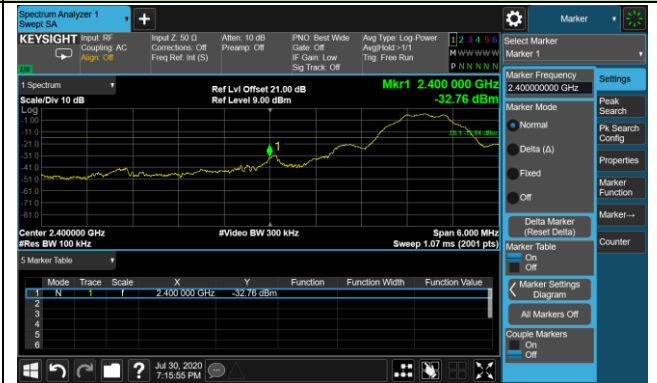 Spectrum Analyzer 1
Swept SA
Marker
KEYSIGHT
Input: RF
Coupling: AC
Align: Off
Input Z: 50 Ω
Corrections: Off
Freq Ref: Int (S)
Atten: 10 dB
Preamp: Off
PNO: Best Wide
Gate: Off
IF Gain: Low
Sig Track: Off
Avg Type: Log-Power
Avg|Hold:>1/1
Trig: Free Run
1 2 3 4 5 6
M W W W W W
P N N N N N
Select Marker
Marker 1
1 Spectrum
Scale/Div 10 dB
Log
Ref Lvl Offset 21.00 dB
Ref Level 9.00 dBm
Mkr1 2.400 000 GHz
-32.76 dBm
-1.00
-11.0
-21.0
-31.0
-41.0
-51.0
-61.0
-71.0
-81.0
1
Center 2.400000 GHz
#Res BW 100 kHz
#Video BW 300 kHz
Span 6.000 MHz
Sweep 1.07 ms (2001 pts)
5 Marker Table
Mode Trace Scale X Y Function Function Width Function Value
1 N 1 f 2.400 000 GHz -32.76 dBm
2
3
4
5
6
Marker Frequency
2.400000000 GHz
Marker Mode
Normal
Delta (Δ)
Fixed
Off
Delta Marker
(Reset Delta)
Marker Table
On
Off
Marker Settings
Diagram
All Markers Off
Couple Markers
On
Off
Settings
Peak
Search
Pk Search
Config
Properties
Marker
Function
Marker→
Counter
Jul 30, 2020
7:15:55 PM